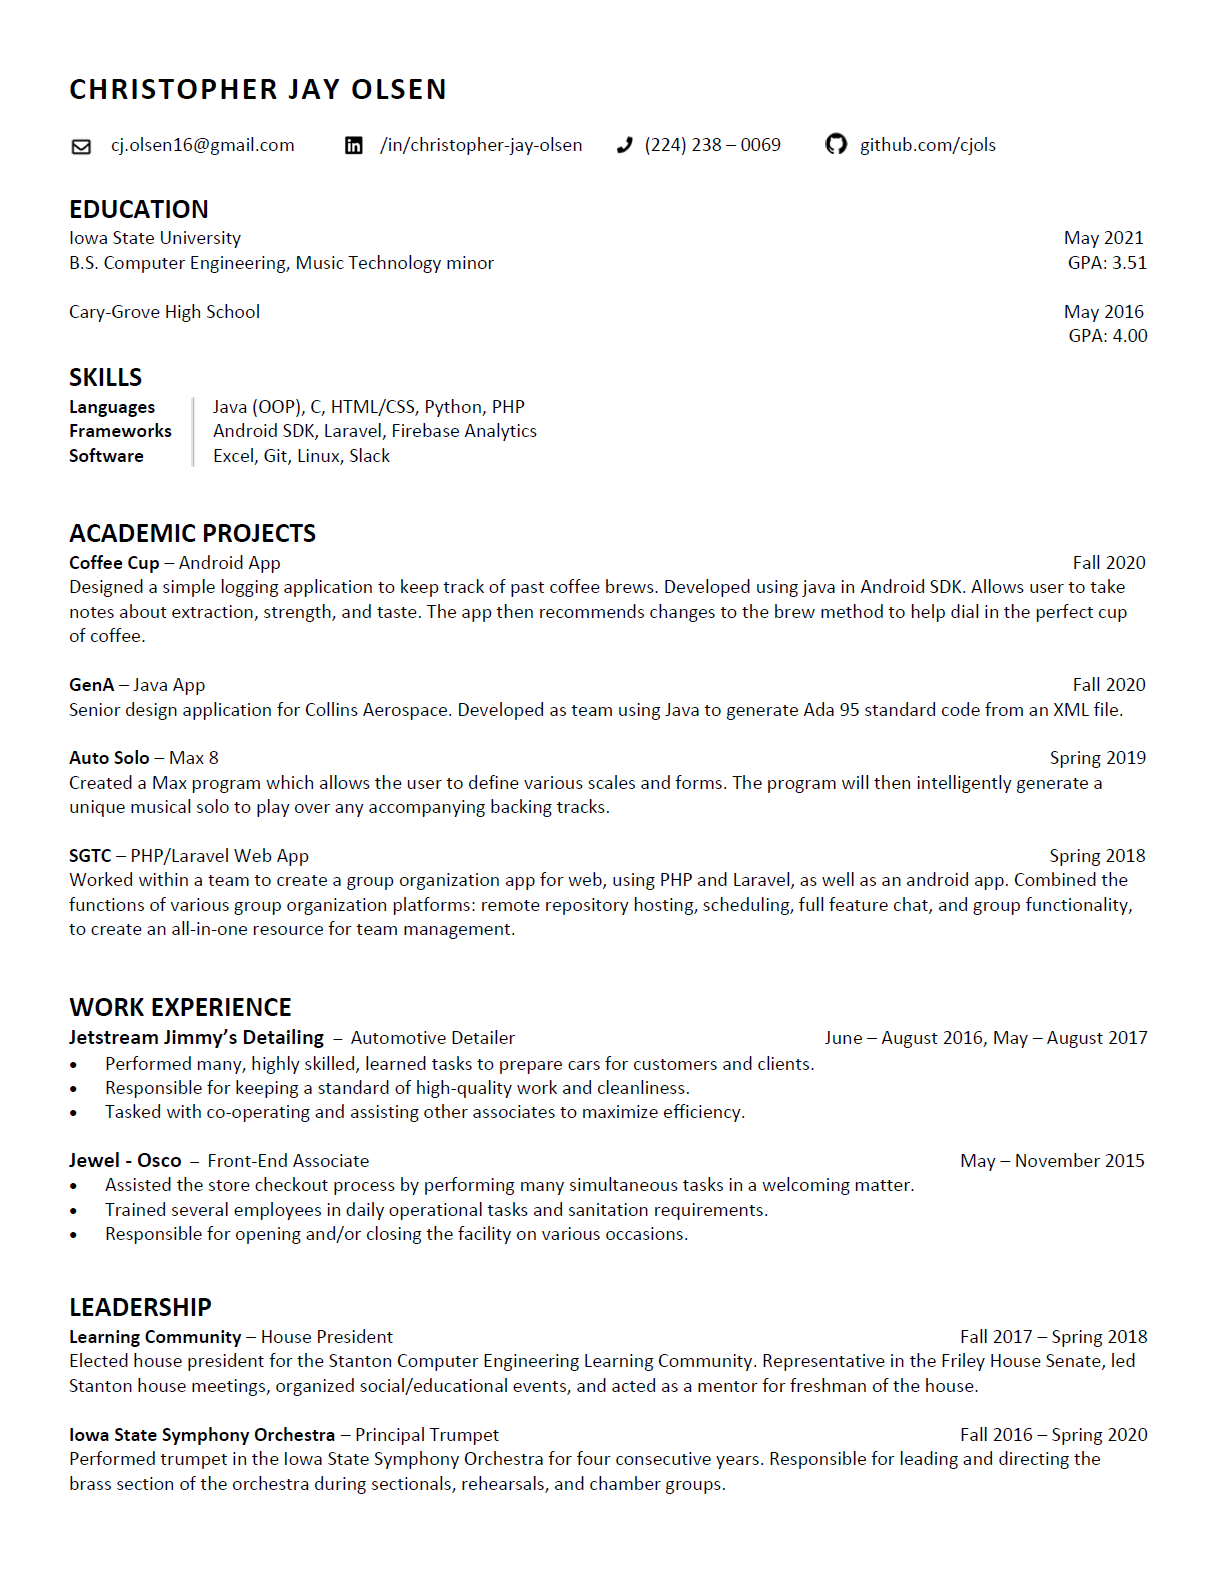 CHRISTOPHER JAY OLSEN
cj.olsen16@gmail.com /in/christopher-jay-olsen (224) 238 – 0069 github.com/cjols
EDUCATION
Iowa State University May 2021
B.S. Computer Engineering, Music Technology minor GPA: 3.51
Cary-Grove High School May 2016
GPA: 4.00
SKILLS
Languages Java (OOP), C, HTML/CSS, Python, PHP
Frameworks Android SDK, Laravel, Firebase Analytics
Software Excel, Git, Linux, Slack
ACADEMIC PROJECTS
Coffee Cup – Android App Fall 2020
Designed a simple logging application to keep track of past coffee brews. Developed using java in Android SDK. Allows user to take
notes about extraction, strength, and taste. The app then recommends changes to the brew method to help dial in the perfect cup
of coffee.
GenA – Java App Fall 2020
Senior design application for Collins Aerospace. Developed as team using Java to generate Ada 95 standard code from an XML file.
Auto Solo – Max 8 Spring 2019
Created a Max program which allows the user to define various scales and forms. The program will then intelligently generate a
unique musical solo to play over any accompanying backing tracks.
SGTC – PHP/Laravel Web App Spring 2018
Worked within a team to create a group organization app for web, using PHP and Laravel, as well as an android app. Combined the
functions of various group organization platforms: remote repository hosting, scheduling, full feature chat, and group functionality,
to create an all-in-one resource for team management.
WORK EXPERIENCE
Jetstream Jimmy's Detailing – Automotive Detailer June – August 2016, May – August 2017
• Performed many, highly skilled, learned tasks to prepare cars for customers and clients.
• Responsible for keeping a standard of high-quality work and cleanliness.
• Tasked with co-operating and assisting other associates to maximize efficiency.
Jewel - Osco – Front-End Associate May – November 2015
• Assisted the store checkout process by performing many simultaneous tasks in a welcoming matter.
• Trained several employees in daily operational tasks and sanitation requirements.
• Responsible for opening and/or closing the facility on various occasions.
LEADERSHIP
Learning Community – House President Fall 2017 – Spring 2018
Elected house president for the Stanton Computer Engineering Learning Community. Representative in the Friley House Senate, led
Stanton house meetings, organized social/educational events, and acted as a mentor for freshman of the house.
Iowa State Symphony Orchestra – Principal Trumpet Fall 2016 – Spring 2020
Performed trumpet in the Iowa State Symphony Orchestra for four consecutive years. Responsible for leading and directing the
brass section of the orchestra during sectionals, rehearsals, and chamber groups.